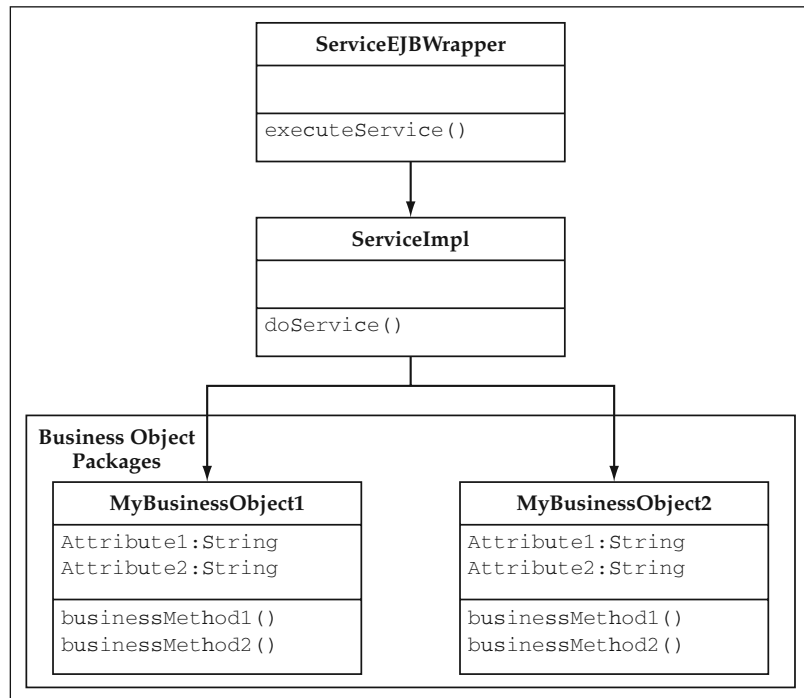 ServiceEJBWrapper
executeService()
ServiceImpl
doService()
Business Object
Packages
MyBusinessObject1
Attribute1:String
Attribute2:String
businessMethod1()
businessMethod2()
MyBusinessObject2
Attribute1:String
Attribute2:String
businessMethod1()
businessMethod2()